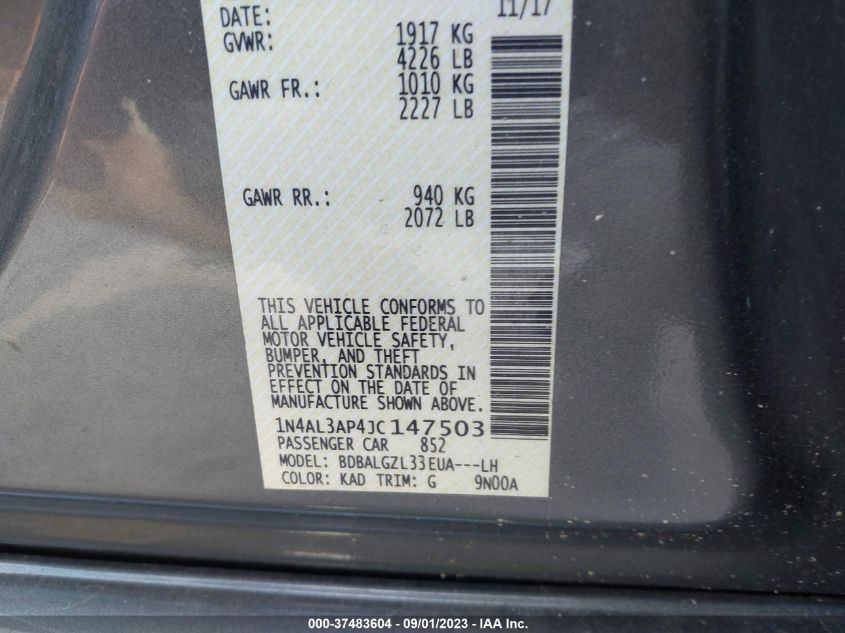 DATE: 11/17
GVWR: 1917 KG
4226 LB
GAWR FR.: 1010 KG
2227 LB
GAWR RR.: 940 KG
2072 LB
THIS VEHICLE CONFORMS TO
ALL APPLICABLE FEDERAL
MOTOR VEHICLE SAFETY,
BUMPER, AND THEFT
PREVENTION STANDARDS IN
EFFECT ON THE DATE OF
MANUFACTURE SHOWN ABOVE.
1N4AL3AP4JC147503
PASSENGER CAR 852
MODEL: BDBALGZL33EUA---LH
COLOR: KAD TRIM: G 9N00A
000-37483604 - 09/01/2023 - IAA, Inc.